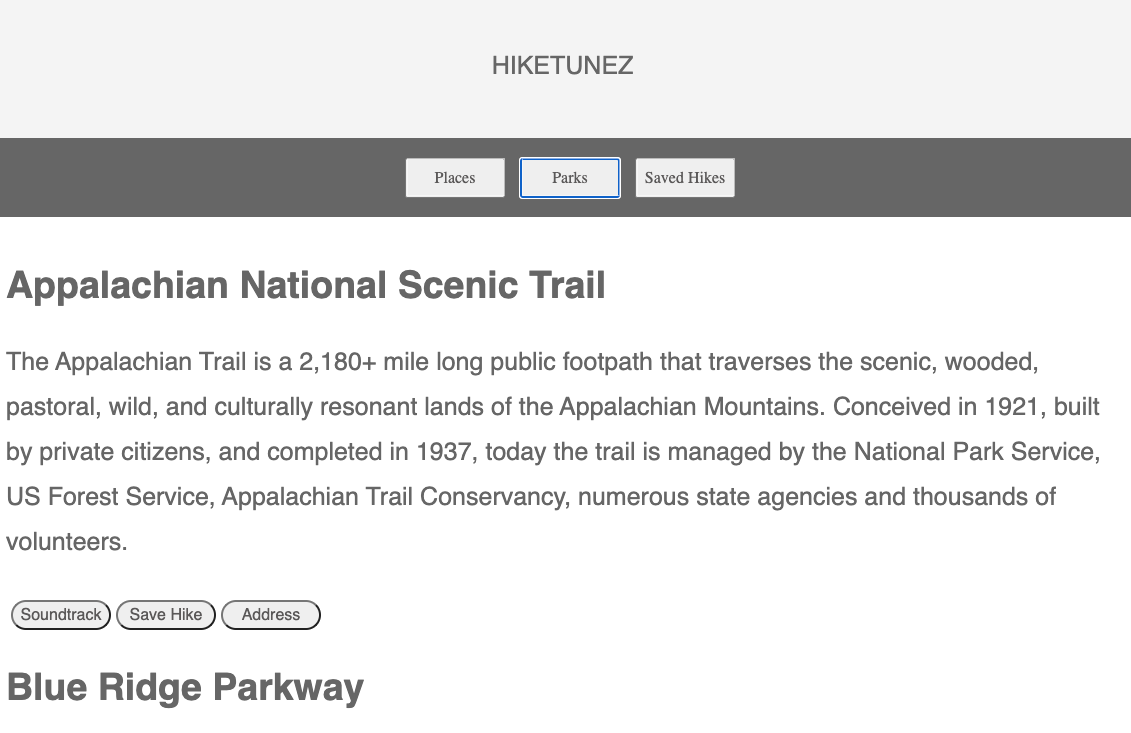 HIKETUNEZ
Places Parks Saved Hikes
Appalachian National Scenic Trail
The Appalachian Trail is a 2,180+ mile long public footpath that traverses the scenic, wooded,
pastoral, wild, and culturally resonant lands of the Appalachian Mountains. Conceived in 1921, built
by private citizens, and completed in 1937, today the trail is managed by the National Park Service,
US Forest Service, Appalachian Trail Conservancy, numerous state agencies and thousands of
volunteers.
Soundtrack Save Hike Address
Blue Ridge Parkway